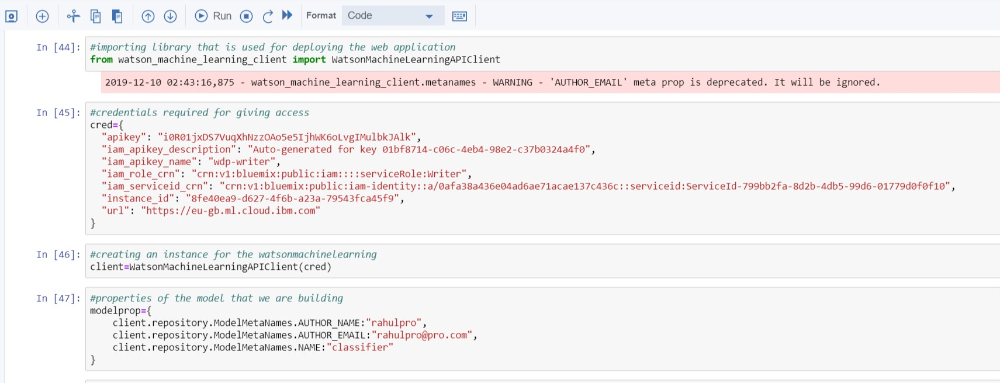 Run Format Code
In [44]: #importing library that is used for deploying the web application
from watson_machine_learning_client import WatsonMachineLearningAPIClient
2019-12-10 02:43:16,875 - watson_machine_learning_client.metanames - WARNING - 'AUTHOR_EMAIL' meta prop is deprecated. It will be ignored.
In [45]: #credentials required for giving access
cred={
"apikey": "i0R01jxDS7VuqXhNzzOAo5e5IjhWK6oLvgIMulbkJAlk",
"iam_apikey_description": "Auto-generated for key 01bf8714-c06c-4eb4-98e2-c37b0324a4f0",
"iam_apikey_name": "wdp-writer",
"iam_role_crn": "crn:v1:bluemix:public:iam::::serviceRole:Writer",
"iam_serviceid_crn": "crn:v1:bluemix:public:iam-identity::a/0afa38a436e04ad6ae71acae137c436c::serviceid:ServiceId-799bb2fa-8d2b-4db5-99d6-01779d0f0f10",
"instance_id": "8fe40ea9-d627-4f6b-a23a-79543fca45f9",
"url": "https://eu-gb.ml.cloud.ibm.com"
}
In [46]: #creating an instance for the watsonmachinelearning
client=WatsonMachineLearningAPIClient(cred)
In [47]: #properties of the model that we are building
modelprop={
client.repository.ModelMetaNames.AUTHOR_NAME:"rahulpro",
client.repository.ModelMetaNames.AUTHOR_EMAIL:"rahulpro@pro.com",
client.repository.ModelMetaNames.NAME:"classifier"
}